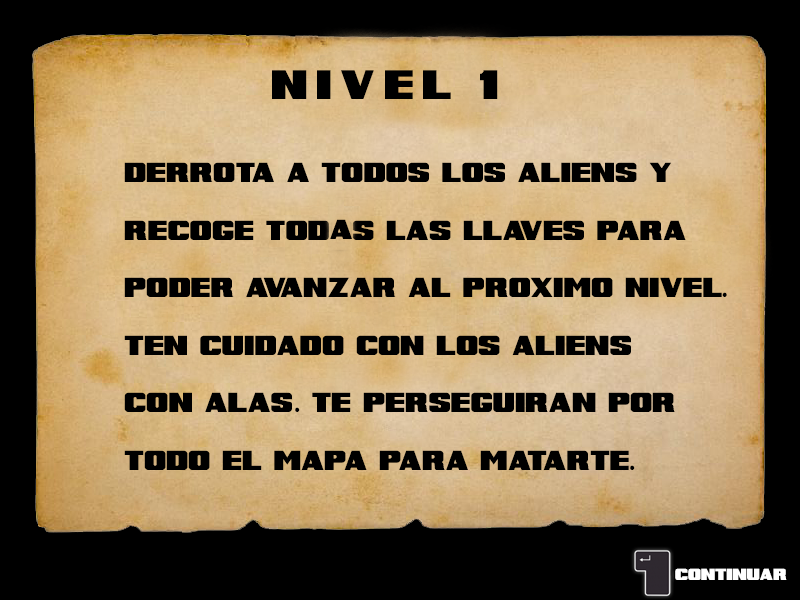 NIVEL 1
DERROTA A TODOS LOS ALIENS Y
RECOGE TODAS LAS LLAVES PARA
PODER AVANZAR AL PROXIMO NIVEL.
TEN CUIDADO CON LOS ALIENS
CON ALAS. TE PERSEGUIRAN POR
TODO EL MAPA PARA MATARTE.
CONTINUAR